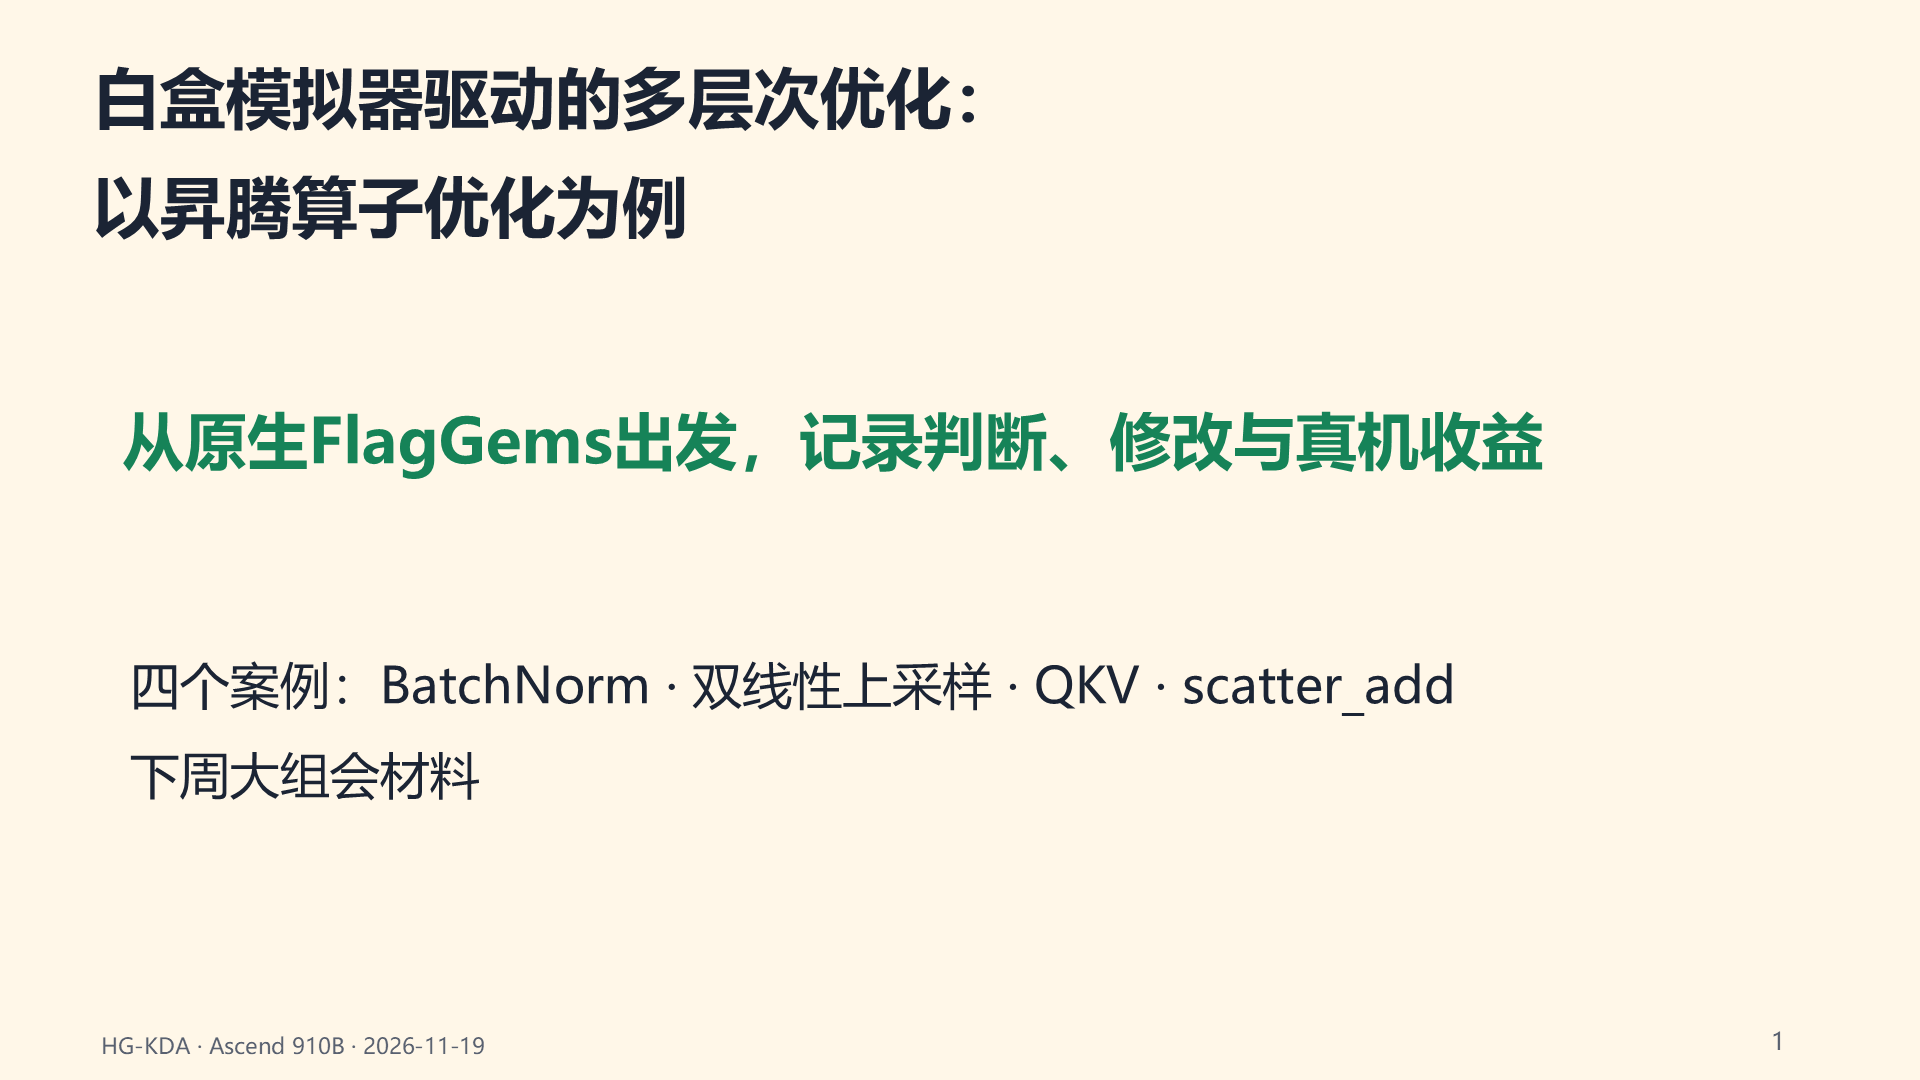 白盒模拟器驱动的多层次优化：
以昇腾算子优化为例
从原生FlagGems出发，记录判断、修改与真机收益
四个案例：BatchNorm · 双线性上采样 · QKV · scatter_add
下周大组会材料
HG-KDA · Ascend 910B · 2026-11-19
1